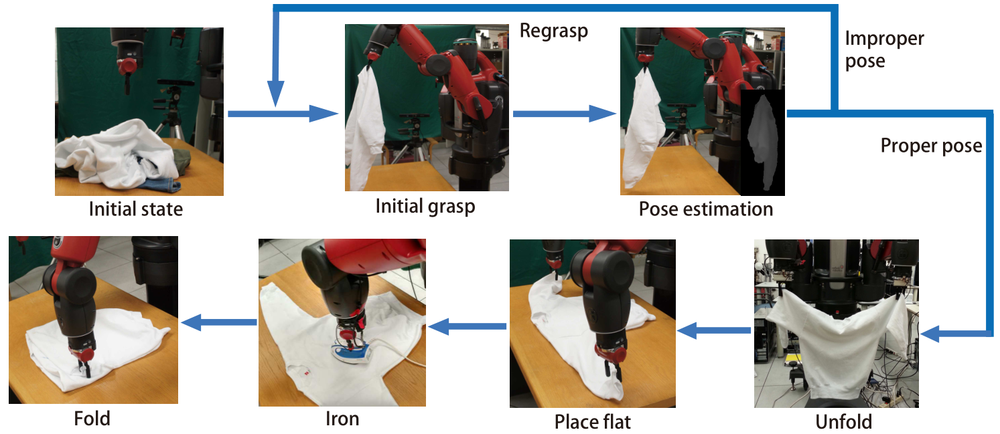 Regrasp
Improper
pose
Proper pose
Initial state
Initial grasp
Pose estimation
Fold
Iron
Place flat
Unfold